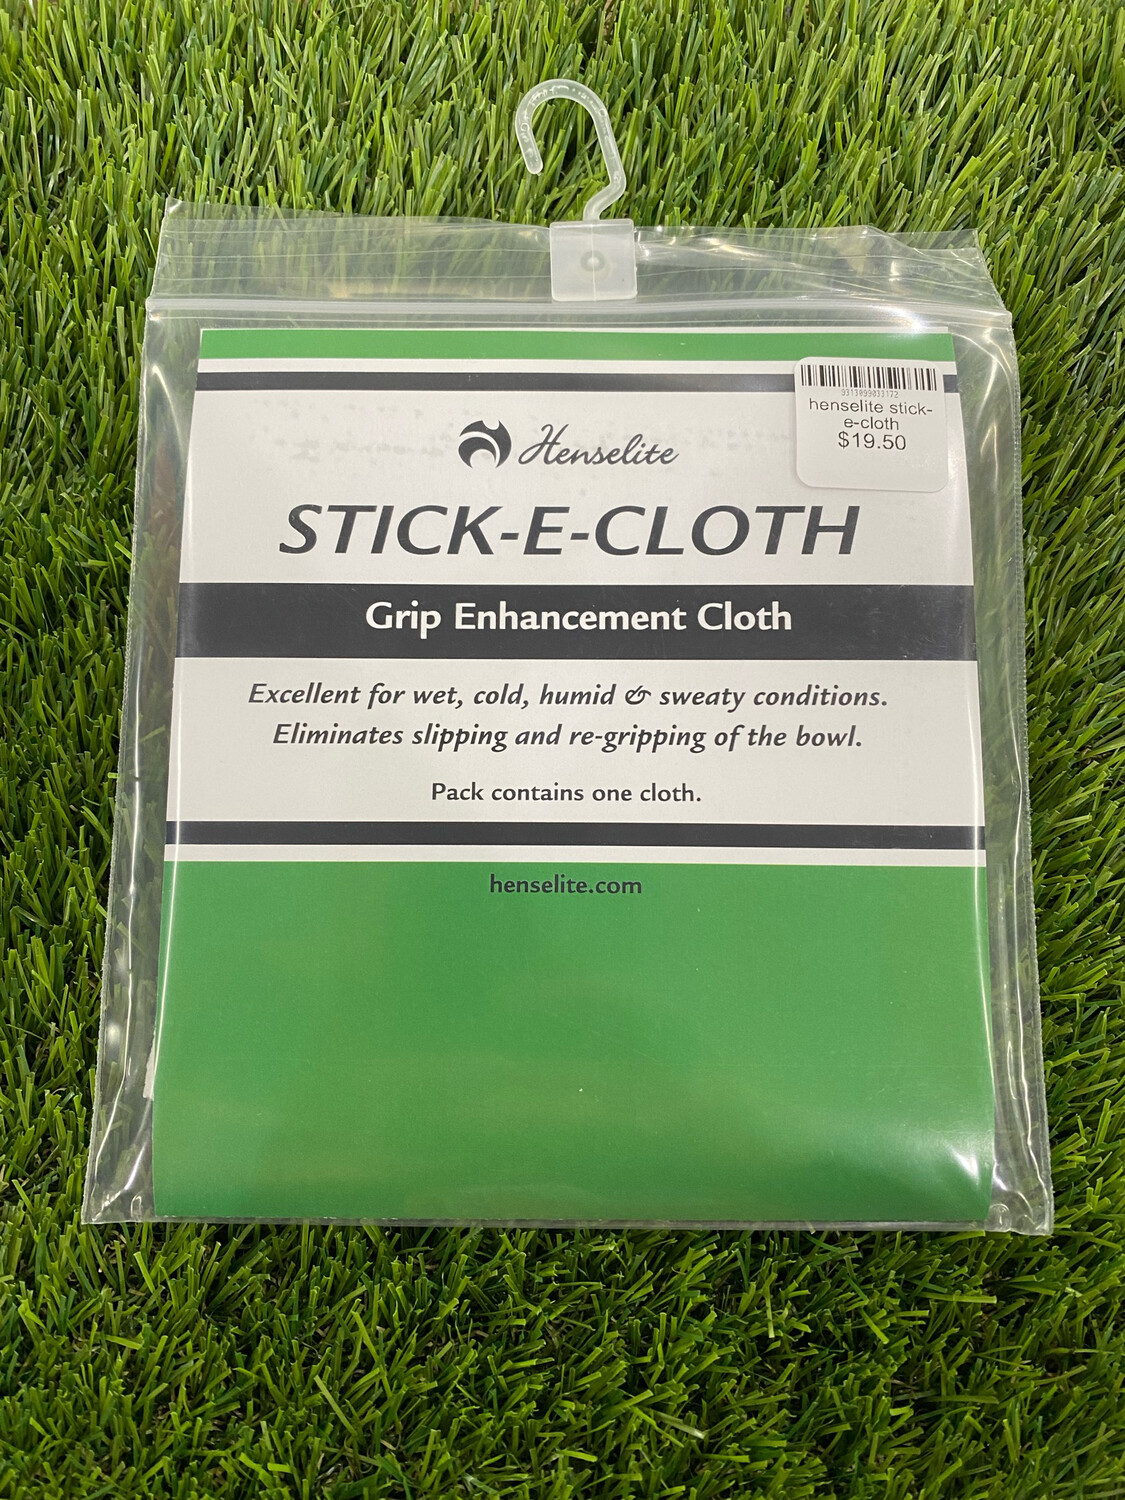 9313099033172
henselite stick-
e-cloth
$19.50
Henselite
STICK-E-CLOTH
Grip Enhancement Cloth
Excellent for wet, cold, humid & sweaty conditions.
Eliminates slipping and re-gripping of the bowl.
Pack contains one cloth.
henselite.com